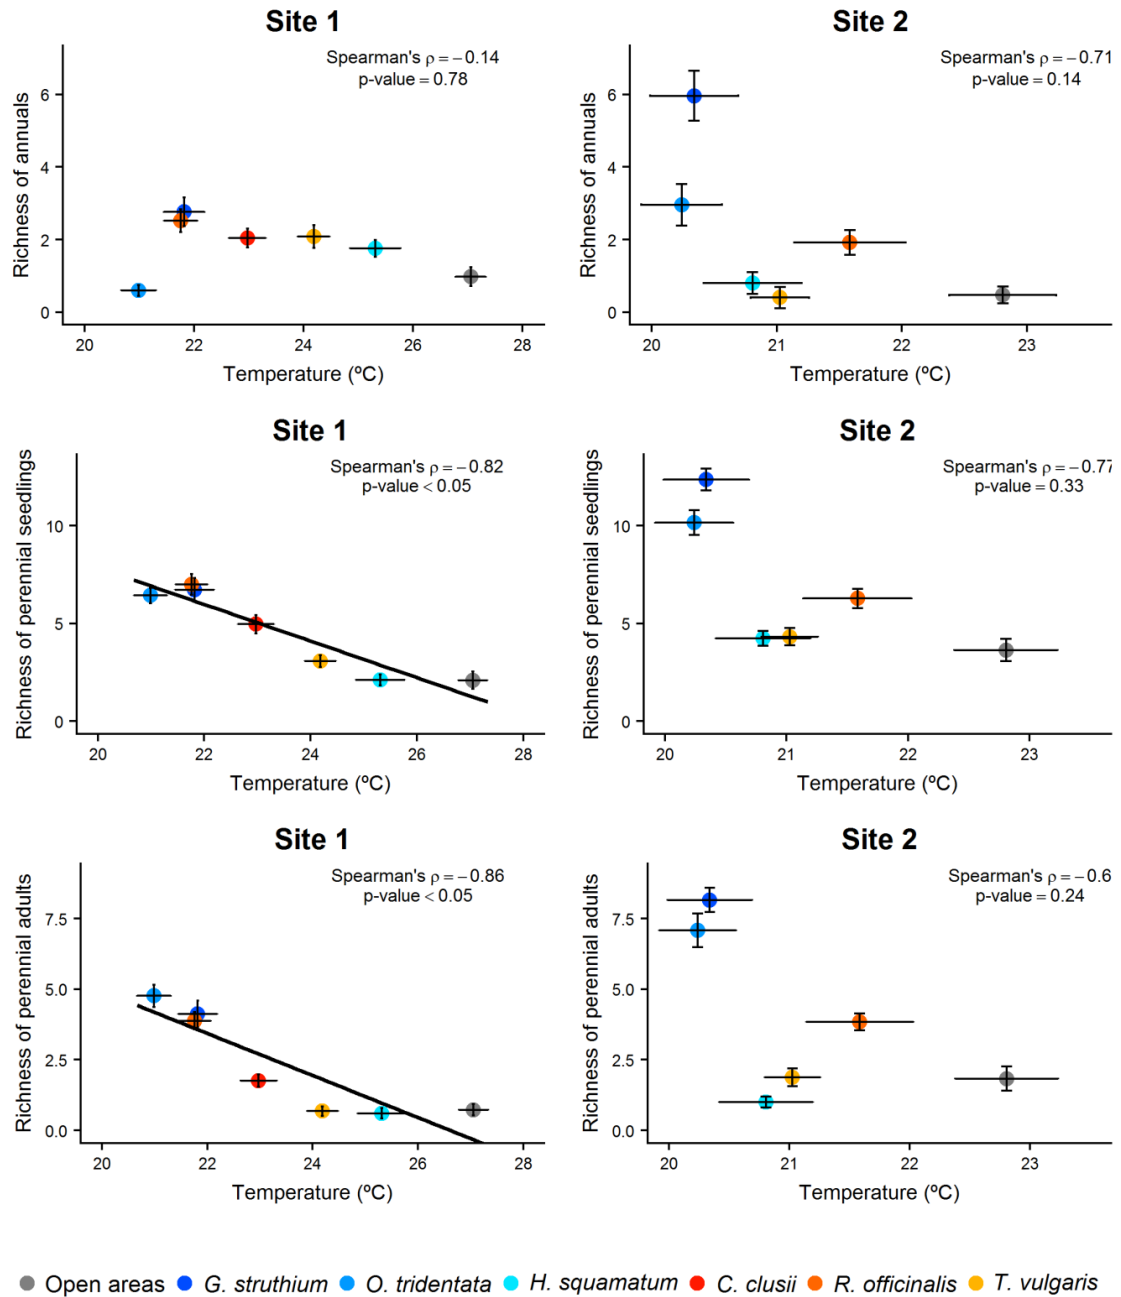 Site 1
Spearman's ρ = −0.14
p-value = 0.78
Richness of annuals
6
4
2
0
20 22 24 26 28
Temperature (ºC)
Site 2
Spearman's ρ = −0.71
p-value = 0.14
Richness of annuals
6
4
2
0
20 21 22 23
Temperature (ºC)
Site 1
Spearman's ρ = −0.82
p-value < 0.05
Richness of perennial seedlings
10
5
0
20 22 24 26 28
Temperature (ºC)
Site 2
Spearman's ρ = −0.77
p-value = 0.33
Richness of perennial seedlings
10
5
0
20 21 22 23
Temperature (ºC)
Site 1
Spearman's ρ = −0.86
p-value < 0.05
Richness of perennial adults
7.5
5.0
2.5
0.0
20 22 24 26 28
Temperature (ºC)
Site 2
Spearman's ρ = −0.6
p-value = 0.24
Richness of perennial adults
7.5
5.0
2.5
0.0
20 21 22 23
Temperature (ºC)
Open areas G. struthium O. tridentata H. squamatum C. clusii R. officinalis T. vulgaris